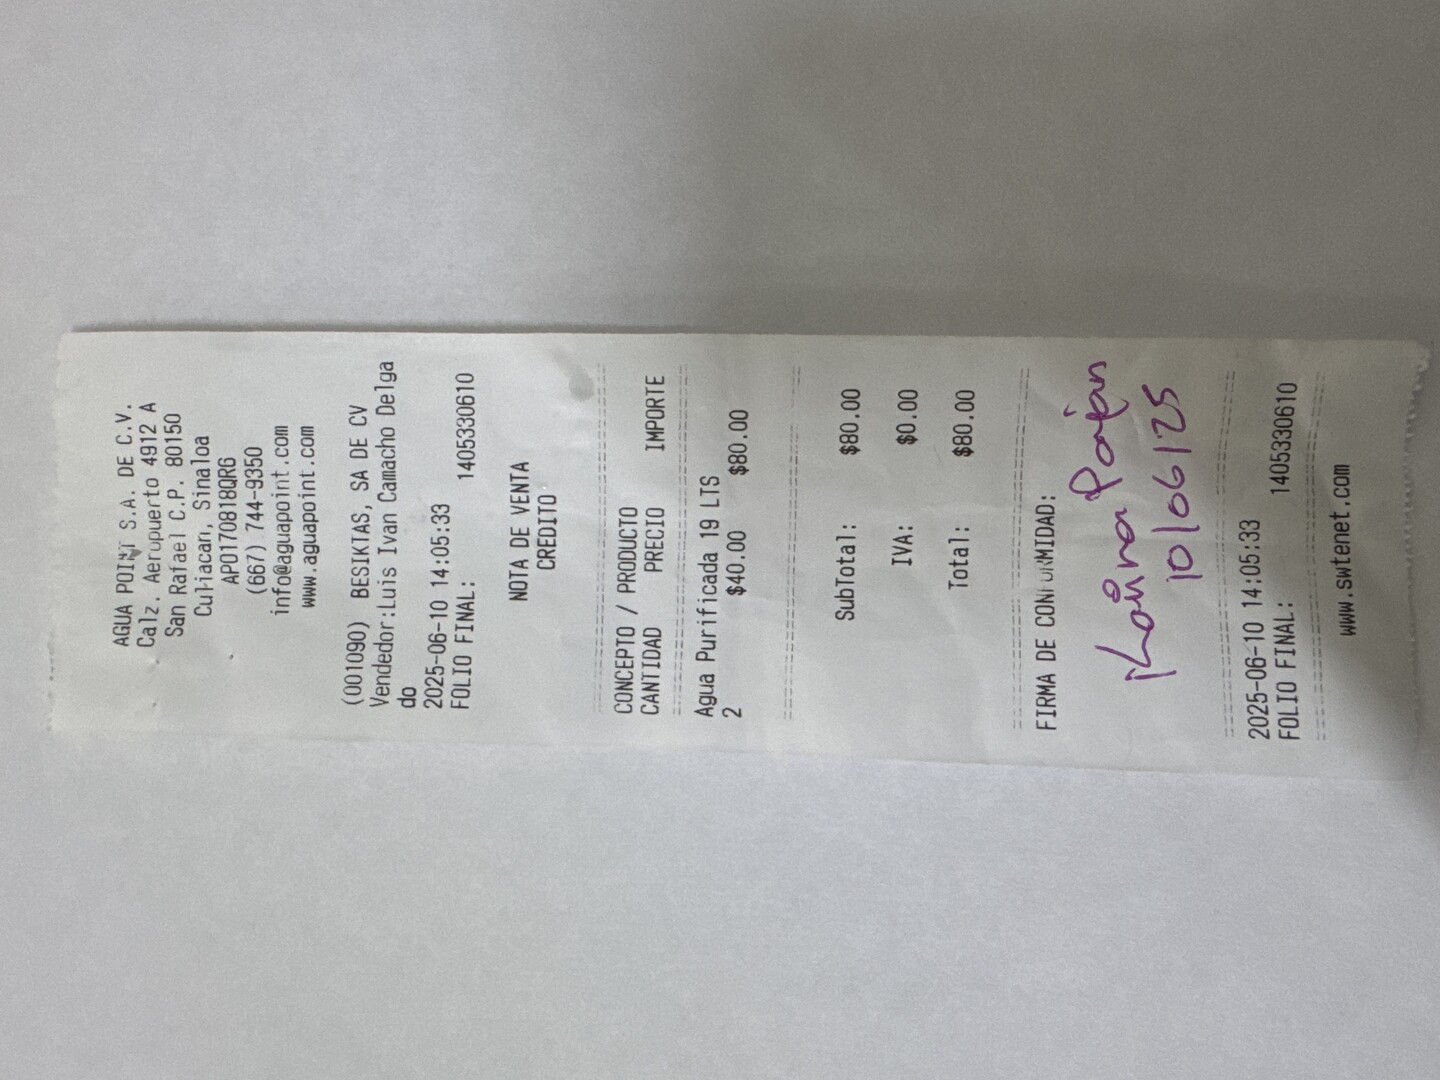 AGUA POINT S.A. DE C.V.
Calz. Aeropuerto 4912 A
San Rafael C.P. 80150
Culiacan, Sinaloa
APO170818QR6
(667) 744-9350
info@aguapoint.com
www.aguapoint.com
(001090) BESIKTAS, SA DE CV
Vendedor:Luis Ivan Camacho Delga
do
2025-06-10 14:05:33
FOLIO FINAL: 1405330610
NOTA DE VENTA
CREDITO
CONCEPTO / PRODUCTO
CANTIDAD PRECIO IMPORTE
Agua Purificada 19 LTS
2 $40.00 $80.00
SubTotal: $80.00
IVA: $0.00
Total: $80.00
FIRMA DE CONFORMIDAD:
10/06/25
2025-06-10 14:05:33
FOLIO FINAL: 1405330610
www.swtenet.com